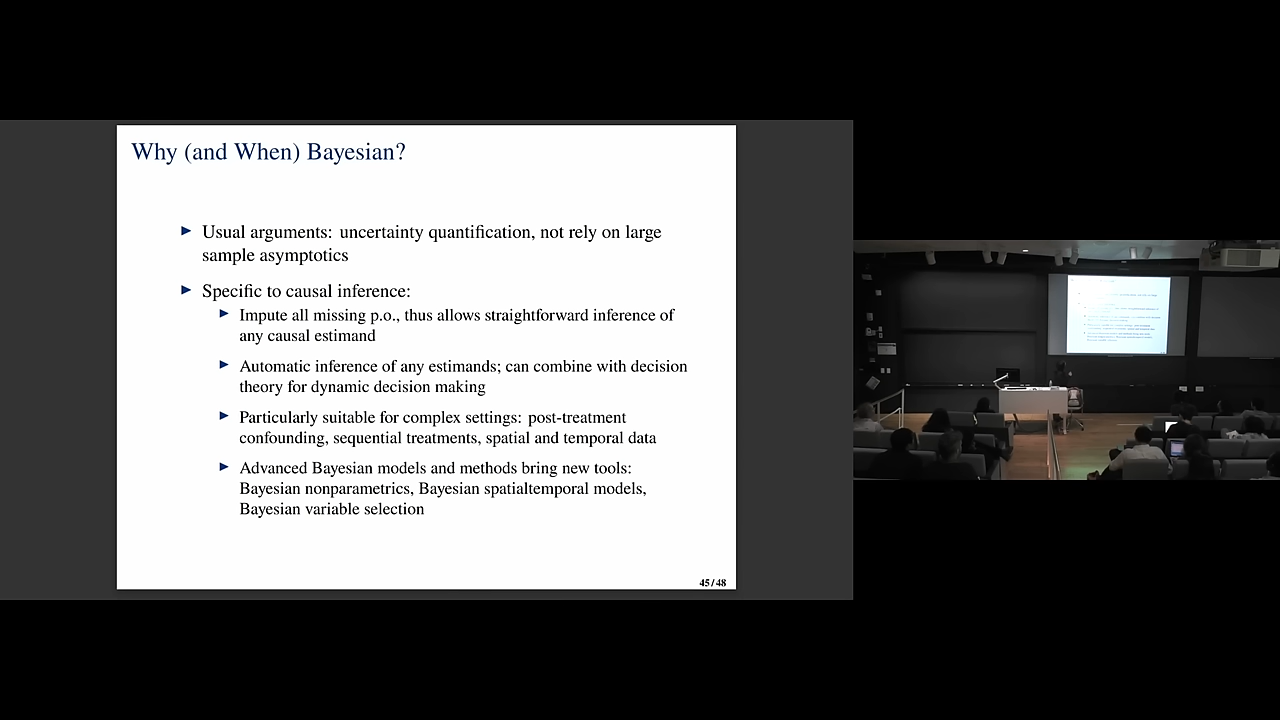 Why (and When) Bayesian?
► Usual arguments: uncertainty quantification, not rely on large
sample asymptotics
► Specific to causal inference:
► Impute all missing p.o., thus allows straightforward inference of
any causal estimand
► Automatic inference of any estimands; can combine with decision
theory for dynamic decision making
► Particularly suitable for complex settings: post-treatment
confounding, sequential treatments, spatial and temporal data
► Advanced Bayesian models and methods bring new tools:
Bayesian nonparametrics, Bayesian spatialtemporal models,
Bayesian variable selection
45 / 48